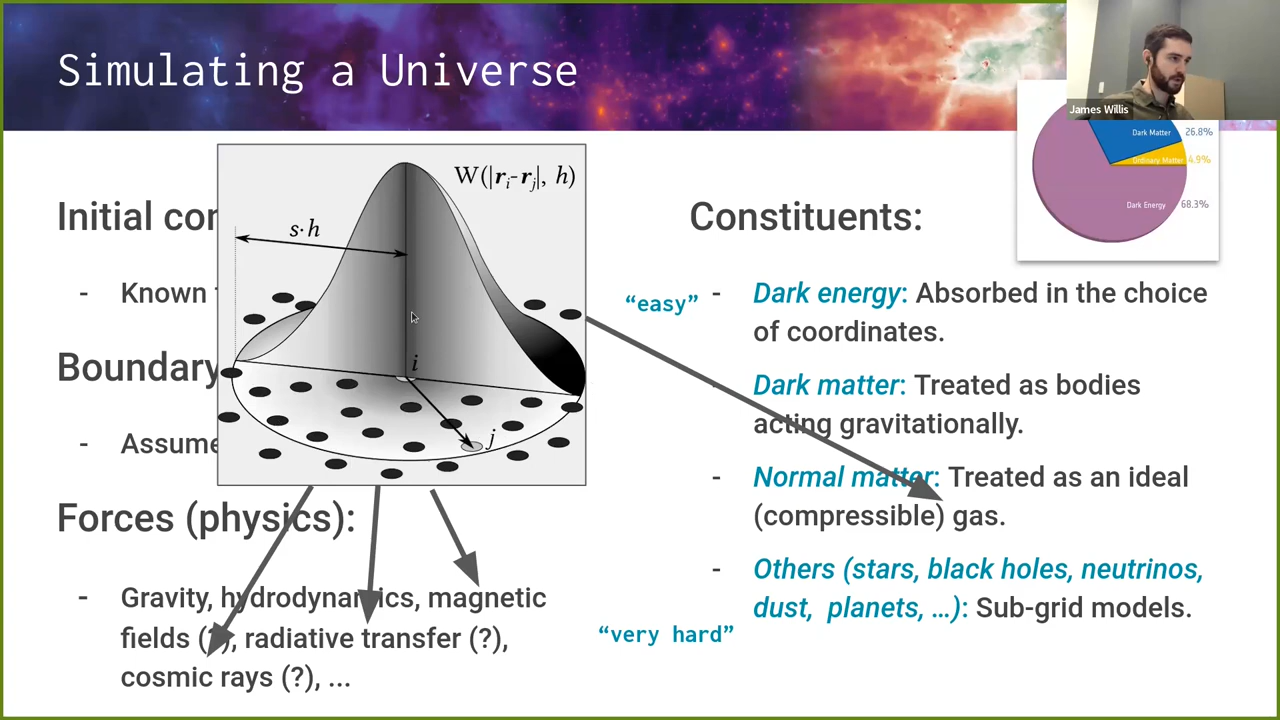 Simulating a Universe
James Willis
Dark Matter 26.8%
Ordinary Matter 4.9%
Dark Energy 68.3%
W(|rᵢ-rⱼ|, h)
s·h
i
j
Initial
- Known
Boundary
- Assume
Forces (physics):
- Gravity, hydrodynamics, magnetic
fields (?), radiative transfer (?),
cosmic rays (?), ...
Constituents:
"easy"
- Dark energy: Absorbed in the choice
of coordinates.
- Dark matter: Treated as bodies
acting gravitationally.
- Normal matter: Treated as an ideal
(compressible) gas.
- Others (stars, black holes, neutrinos,
dust, planets, …): Sub-grid models.
"very hard"